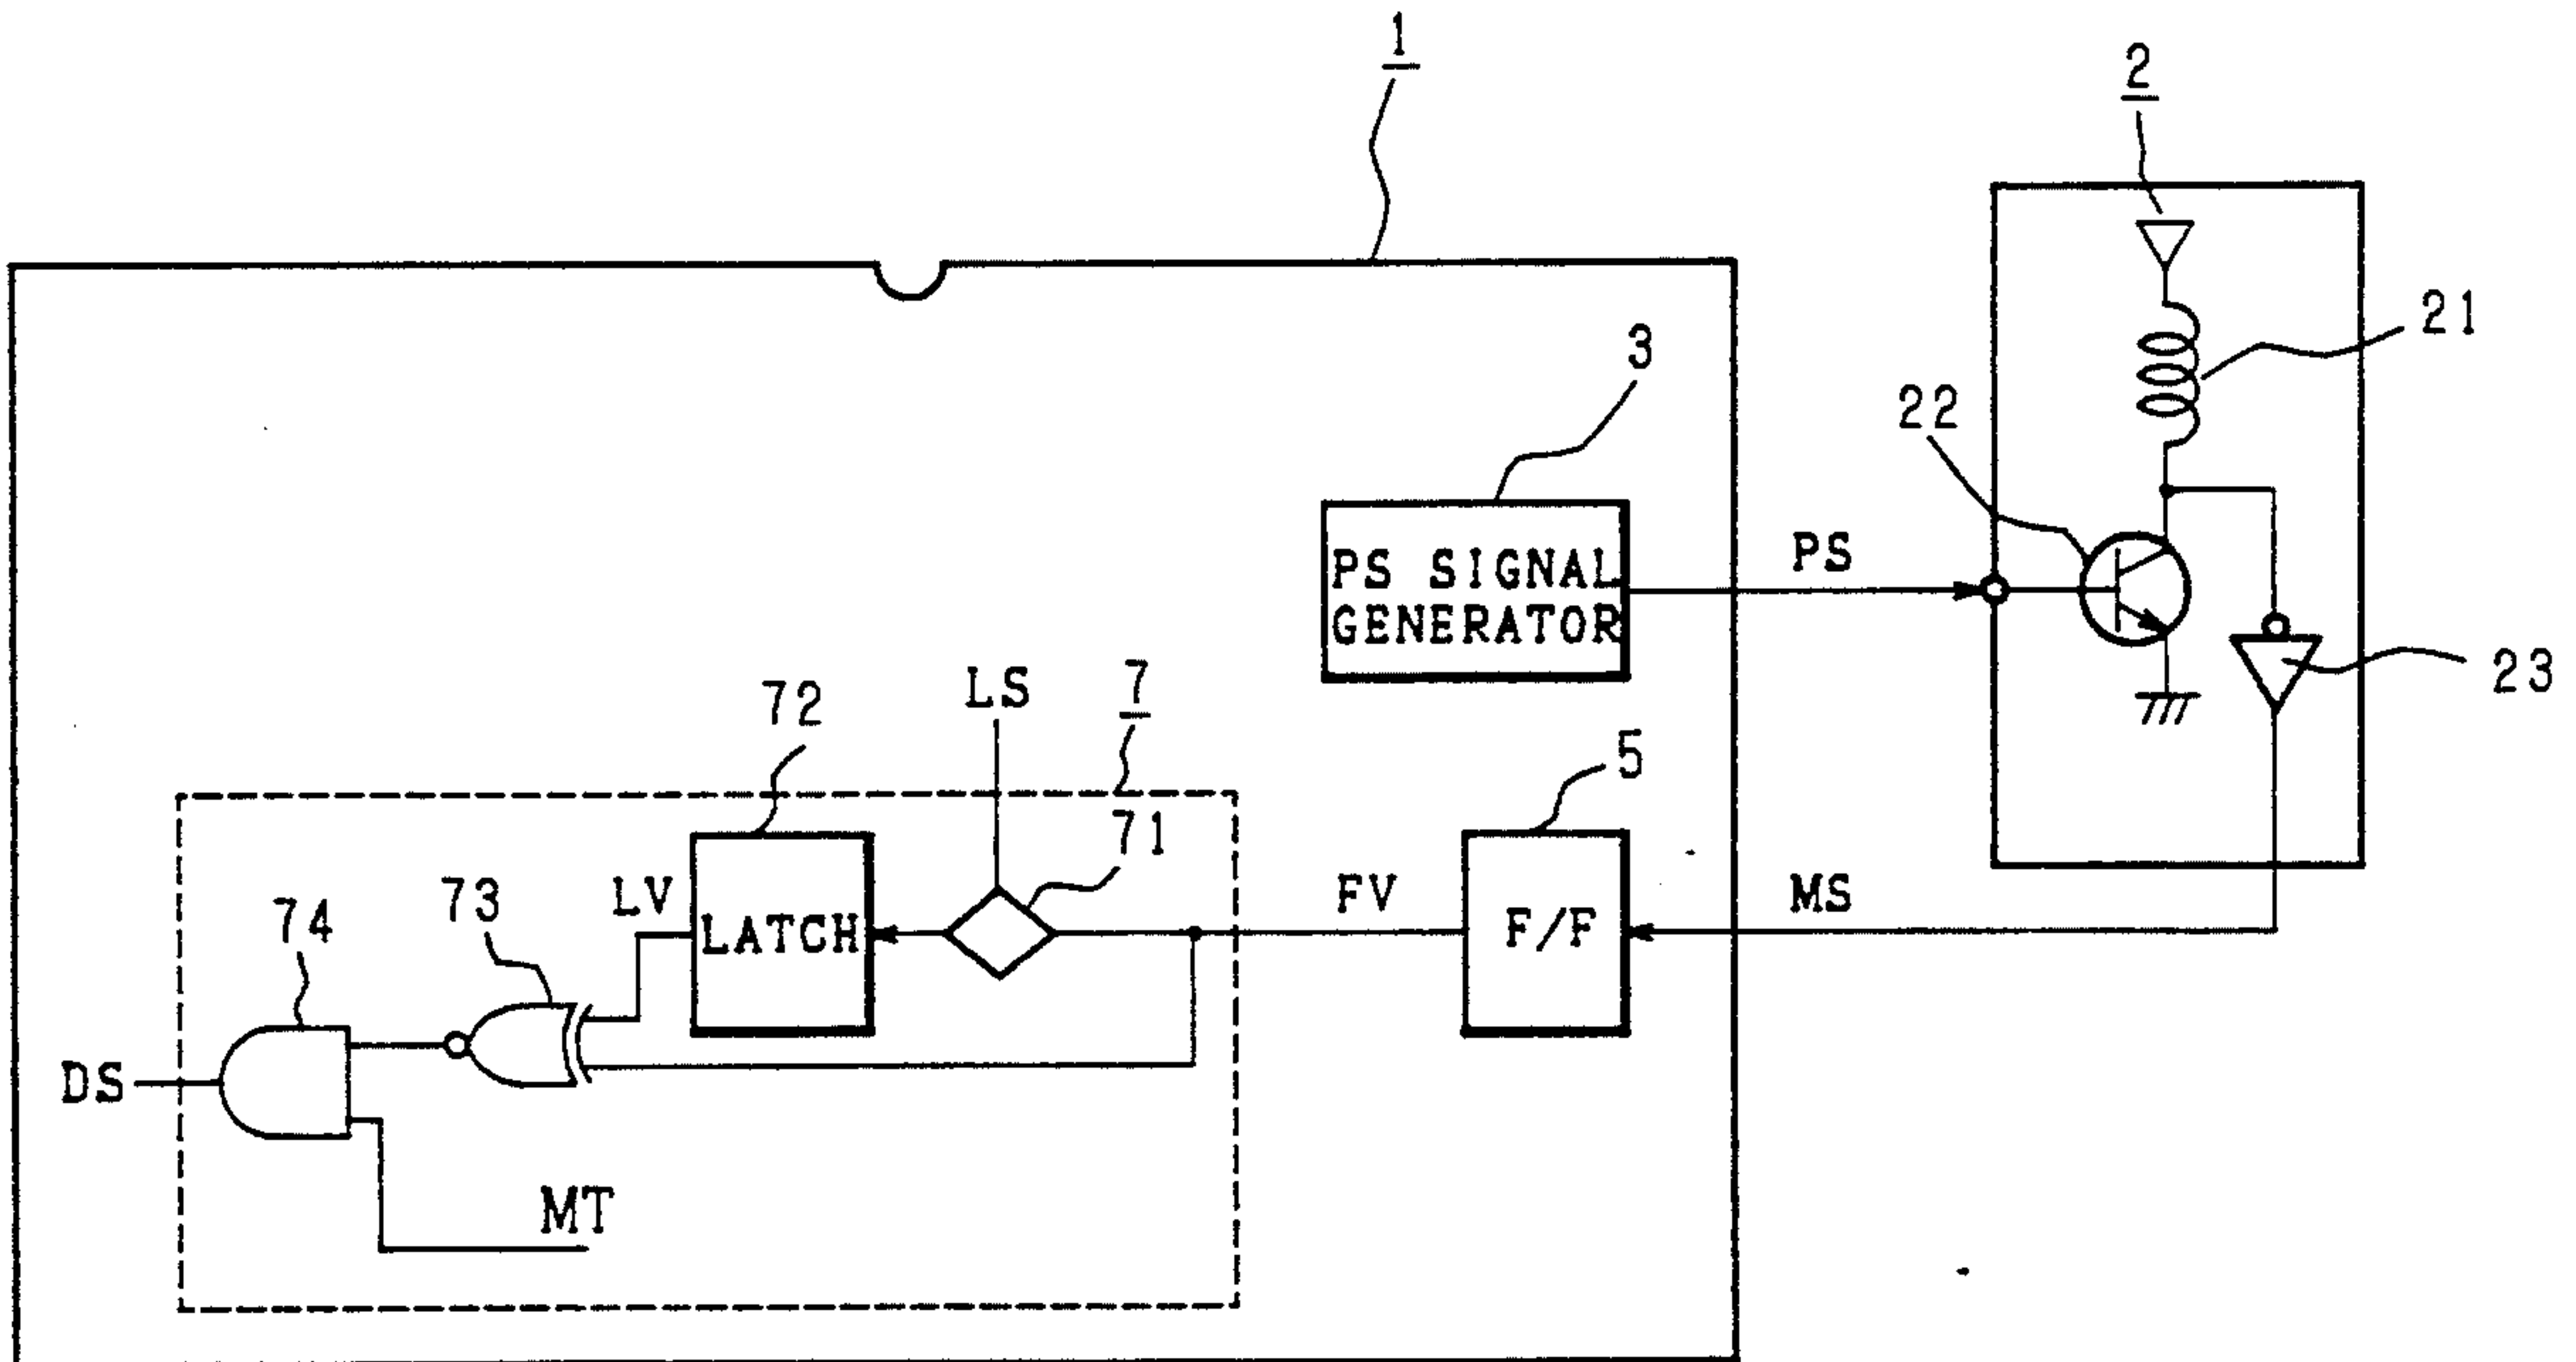 1
2
21
3
22
PS SIGNAL
GENERATOR
PS
23
LS
7
72
5
71
74
73
LV
LATCH
FV
F/F
MS
DS
MT